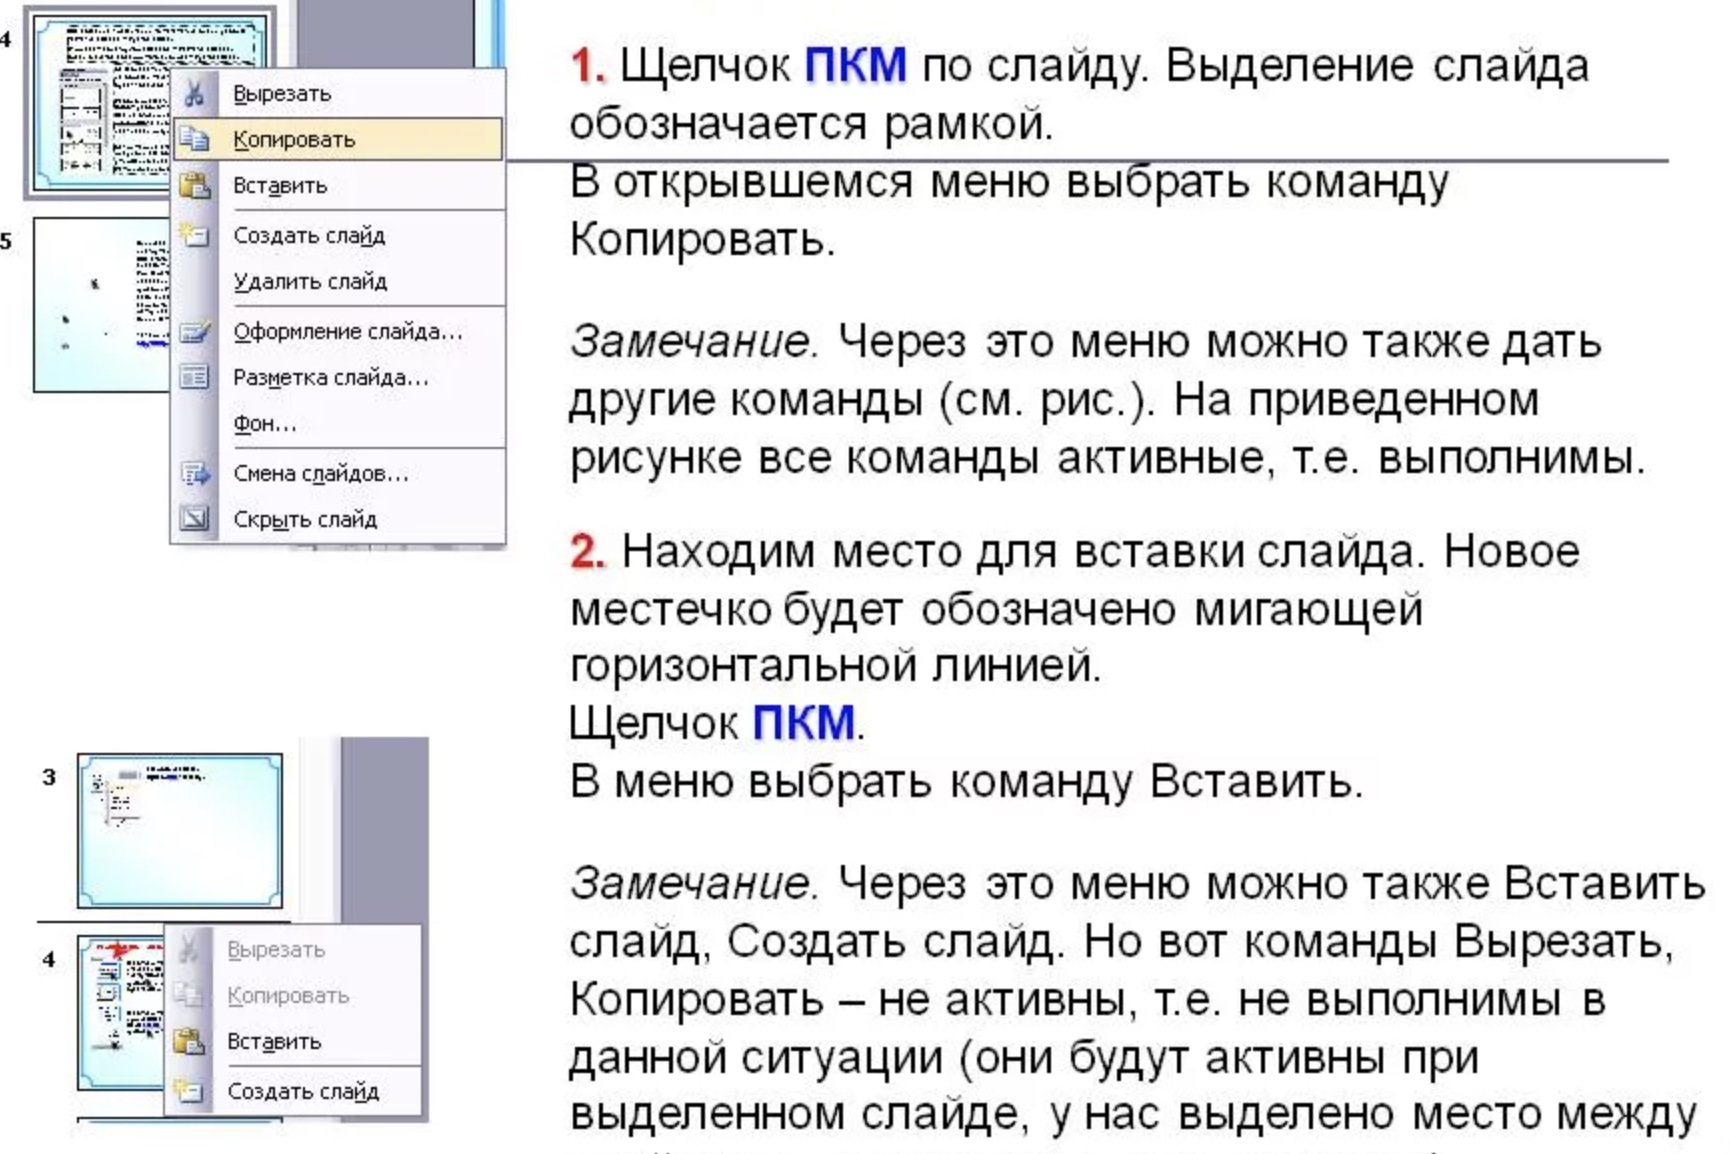 4
Вырезать
Копировать
Вставить
Создать слайд
Удалить слайд
Оформление слайда...
Разметка слайда...
Фон...
Смена слайдов...
Скрыть слайд
5
1. Щелчок ПКМ по слайду. Выделение слайда
обозначается рамкой.
В открывшемся меню выбрать команду
Копировать.
Замечание. Через это меню можно также дать
другие команды (см. рис.). На приведенном
рисунке все команды активные, т.е. выполнимы.
2. Находим место для вставки слайда. Новое
местечко будет обозначено мигающей
горизонтальной линией.
Щелчок ПКМ.
В меню выбрать команду Вставить.
3
4
Вырезать
Копировать
Вставить
Создать слайд
Замечание. Через это меню можно также Вставить
слайд, Создать слайд. Но вот команды Вырезать,
Копировать – не активны, т.е. не выполнимы в
данной ситуации (они будут активны при
выделенном слайде, у нас выделено место между